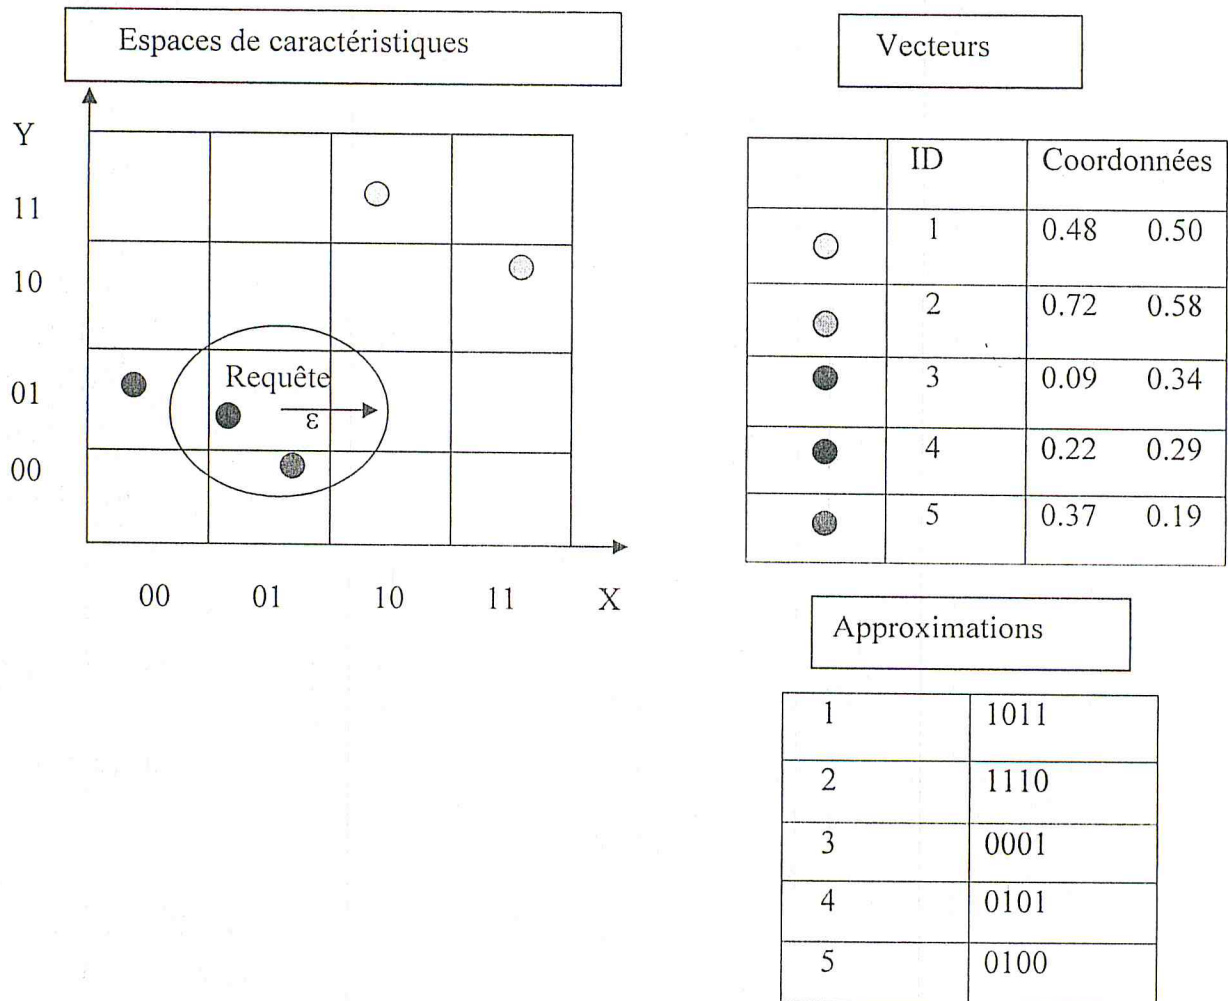 Espaces de caractéristiques
Y
11
10
01
00
Requête
ε
00 01 10 11 X
Vecteurs
ID Coordonnées
1 0.48 0.50
2 0.72 0.58
3 0.09 0.34
4 0.22 0.29
5 0.37 0.19
Approximations
1 1011
2 1110
3 0001
4 0101
5 0100